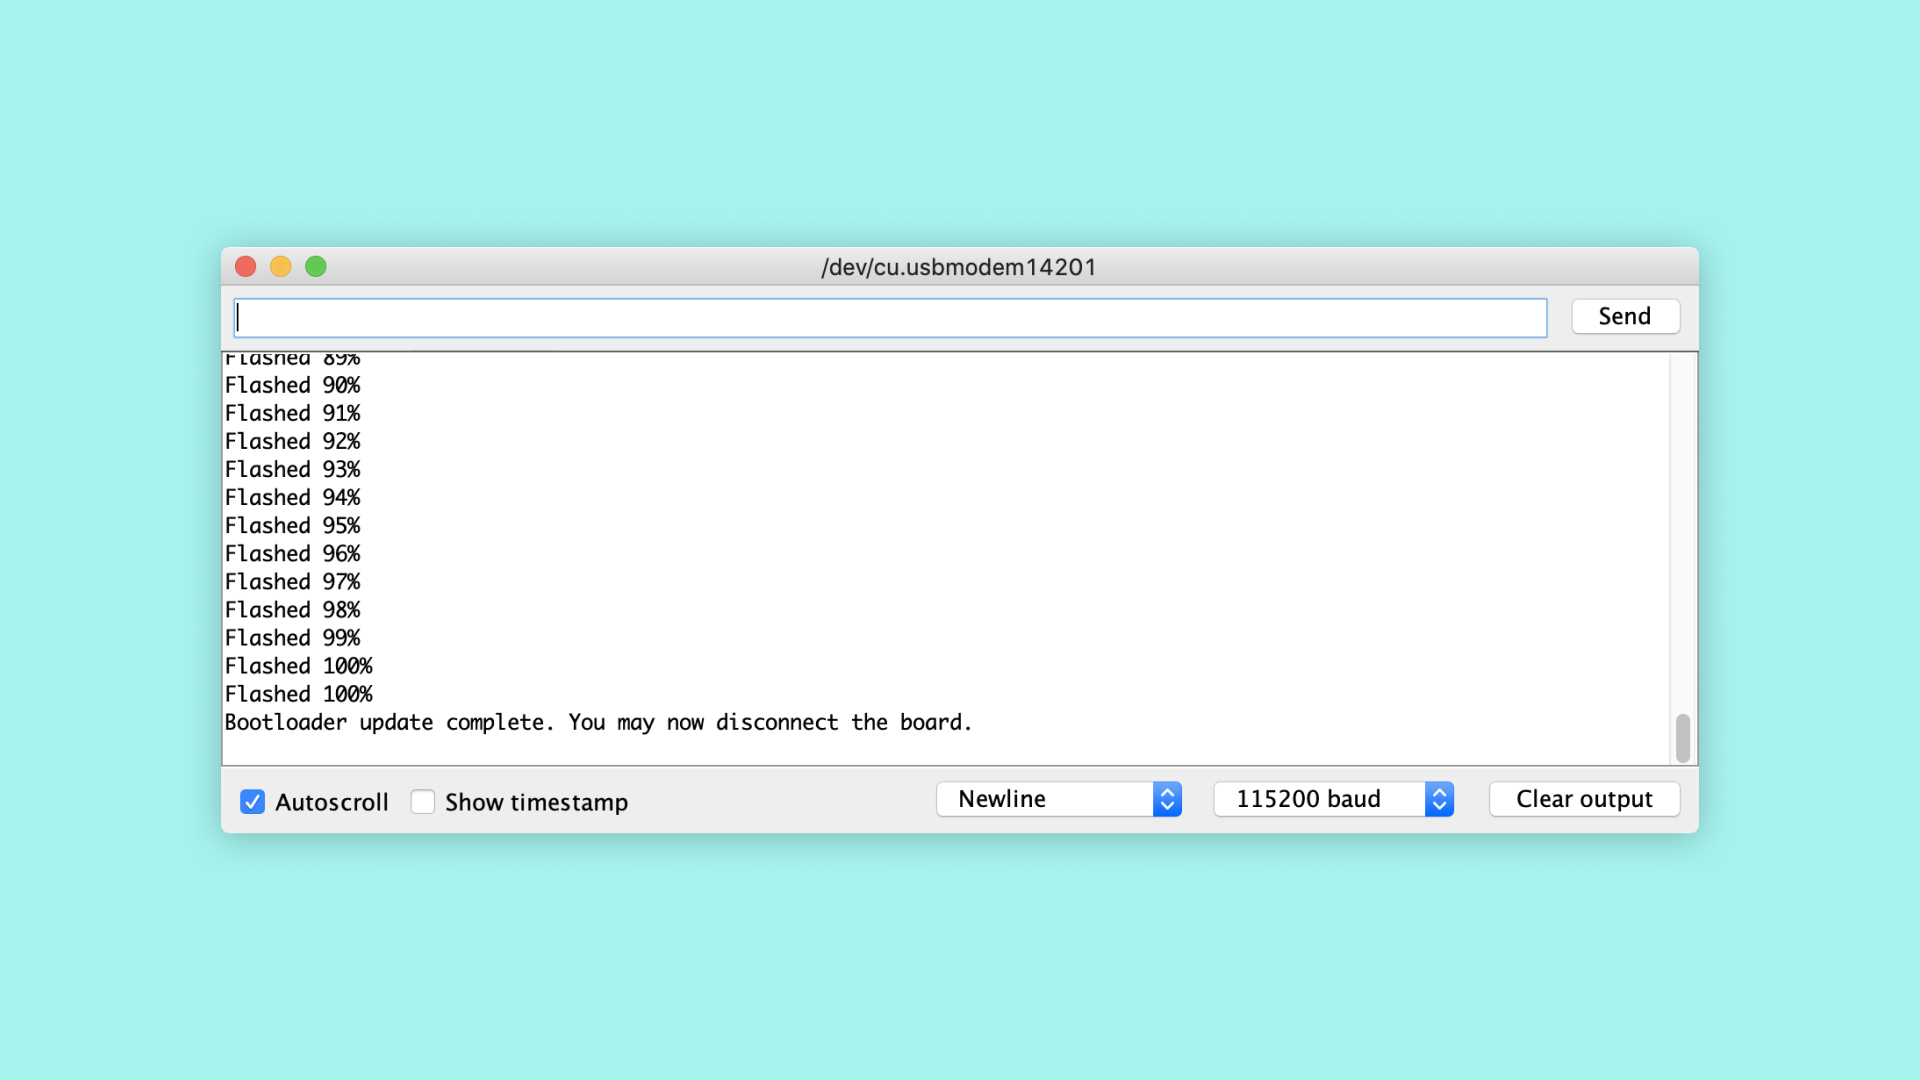 /dev/cu.usbmodem14201
Send
Flashed 89%
Flashed 90%
Flashed 91%
Flashed 92%
Flashed 93%
Flashed 94%
Flashed 95%
Flashed 96%
Flashed 97%
Flashed 98%
Flashed 99%
Flashed 100%
Flashed 100%
Bootloader update complete. You may now disconnect the board.
Autoscroll Show timestamp Newline 115200 baud Clear output